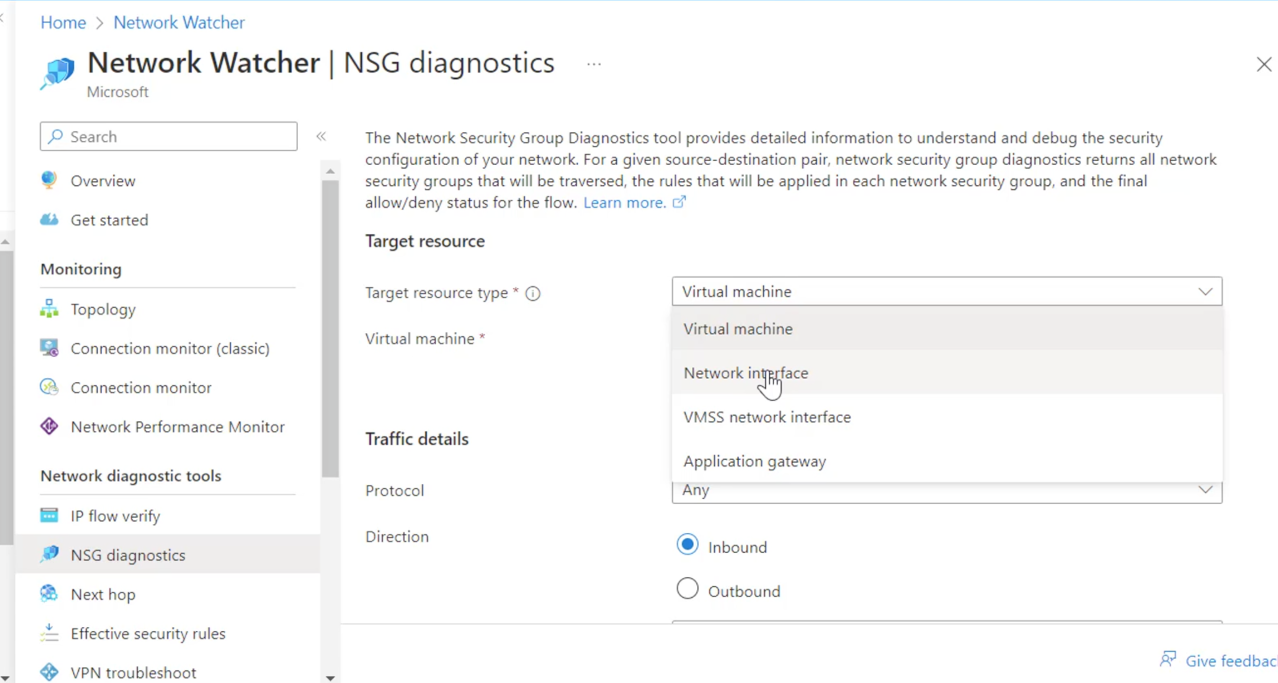 Home > Network Watcher
Network Watcher | NSG diagnostics ...
Microsoft
Search
«
Overview
Get started
Monitoring
Topology
Connection monitor (classic)
Connection monitor
Network Performance Monitor
Network diagnostic tools
IP flow verify
NSG diagnostics
Next hop
Effective security rules
VPN troubleshoot
The Network Security Group Diagnostics tool provides detailed information to understand and debug the security
configuration of your network. For a given source-destination pair, network security group diagnostics returns all network
security groups that will be traversed, the rules that will be applied in each network security group, and the final
allow/deny status for the flow. Learn more.
Target resource
Target resource type *
Virtual machine
Virtual machine *
Virtual machine
Network interface
VMSS network interface
Application gateway
Traffic details
Protocol
Any
Direction
Inbound
Outbound
Give feedbac